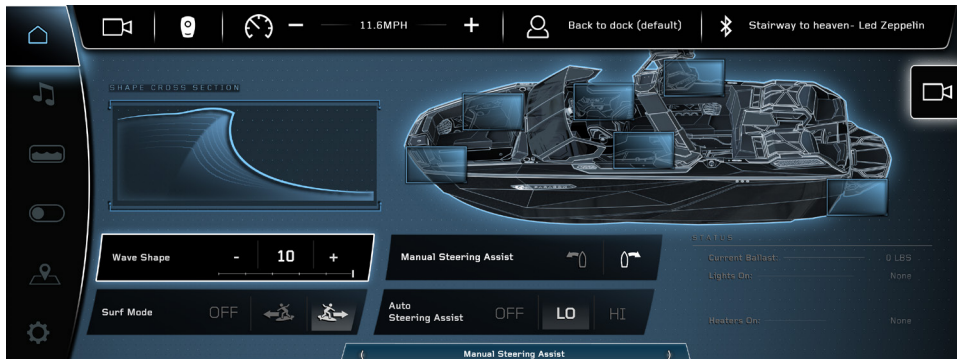 11.6MPH
Back to dock (default)
Stairway to heaven- Led Zeppelin
SHAPE CROSS SECTION
Wave Shape - 10 +
Manual Steering Assist
STATUS
Current Ballast: 0 LBS
Lights On: None
Surf Mode OFF
Auto
Steering Assist OFF LO HI
Heaters On: None
Manual Steering Assist